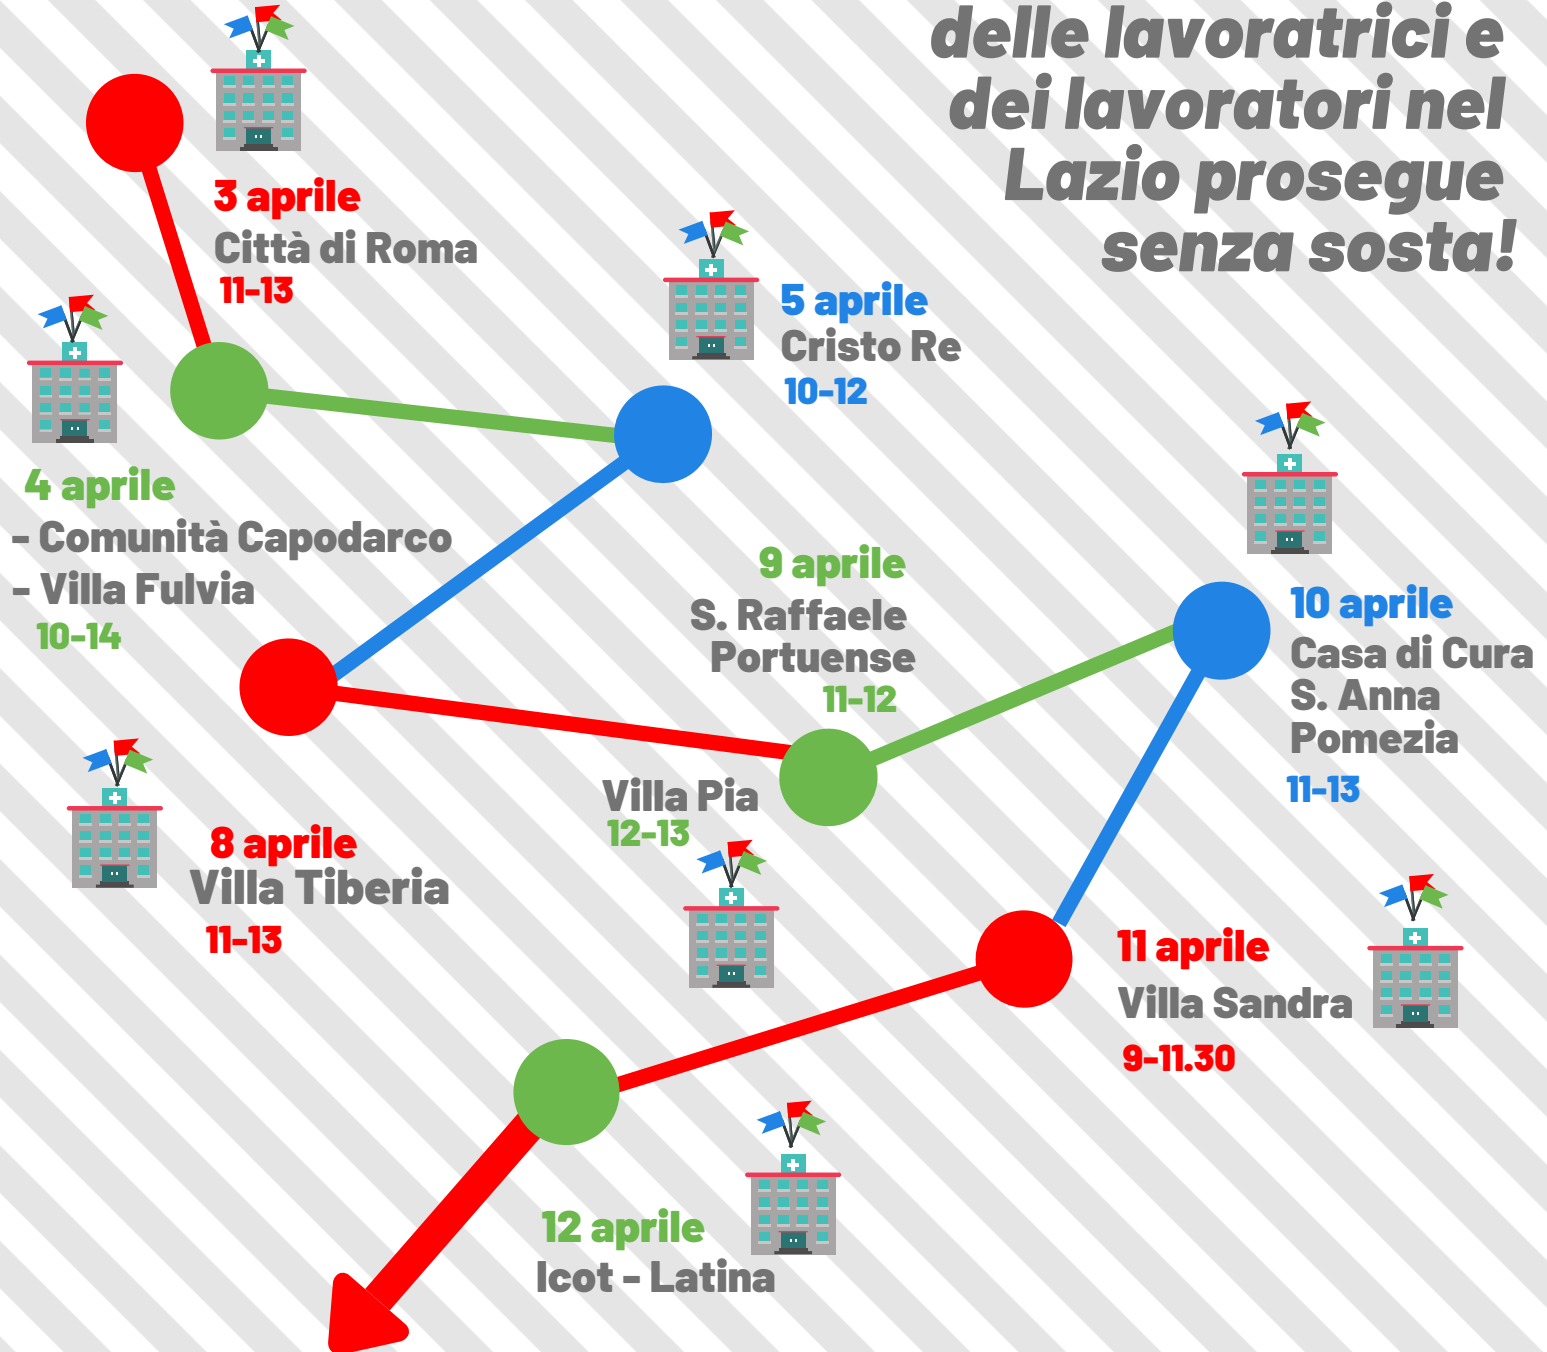 delle lavoratrici e
dei lavoratori nel
Lazio prosegue
senza sosta!
3 aprile
Città di Roma
11-13
4 aprile
- Comunità Capodarco
- Villa Fulvia
10-14
5 aprile
Cristo Re
10-12
8 aprile
Villa Tiberia
11-13
9 aprile
S. Raffaele
Portuense
11-12
Villa Pia
12-13
10 aprile
Casa di Cura
S. Anna
Pomezia
11-13
11 aprile
Villa Sandra
9-11.30
12 aprile
Icot - Latina